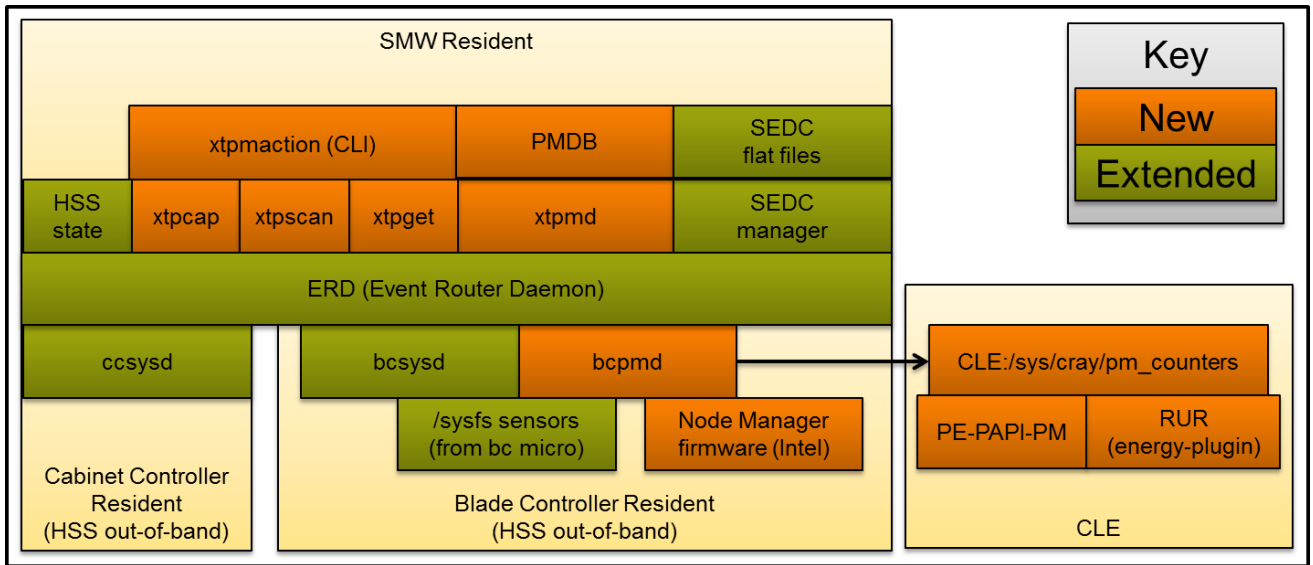 SMW Resident
Key
New
Extended
xtpmaction (CLI)
PMDB
SEDC
flat files
HSS
state
xtpcap
xtpscan
xtpget
xtpmd
SEDC
manager
ERD (Event Router Daemon)
ccsysd
bcsysd
bcpmd
CLE:/sys/cray/pm_counters
/sysfs sensors
(from bc micro)
Node Manager
firmware (Intel)
PE-PAPI-PM
RUR
(energy-plugin)
Cabinet Controller
Resident
(HSS out-of-band)
Blade Controller Resident
(HSS out-of-band)
CLE